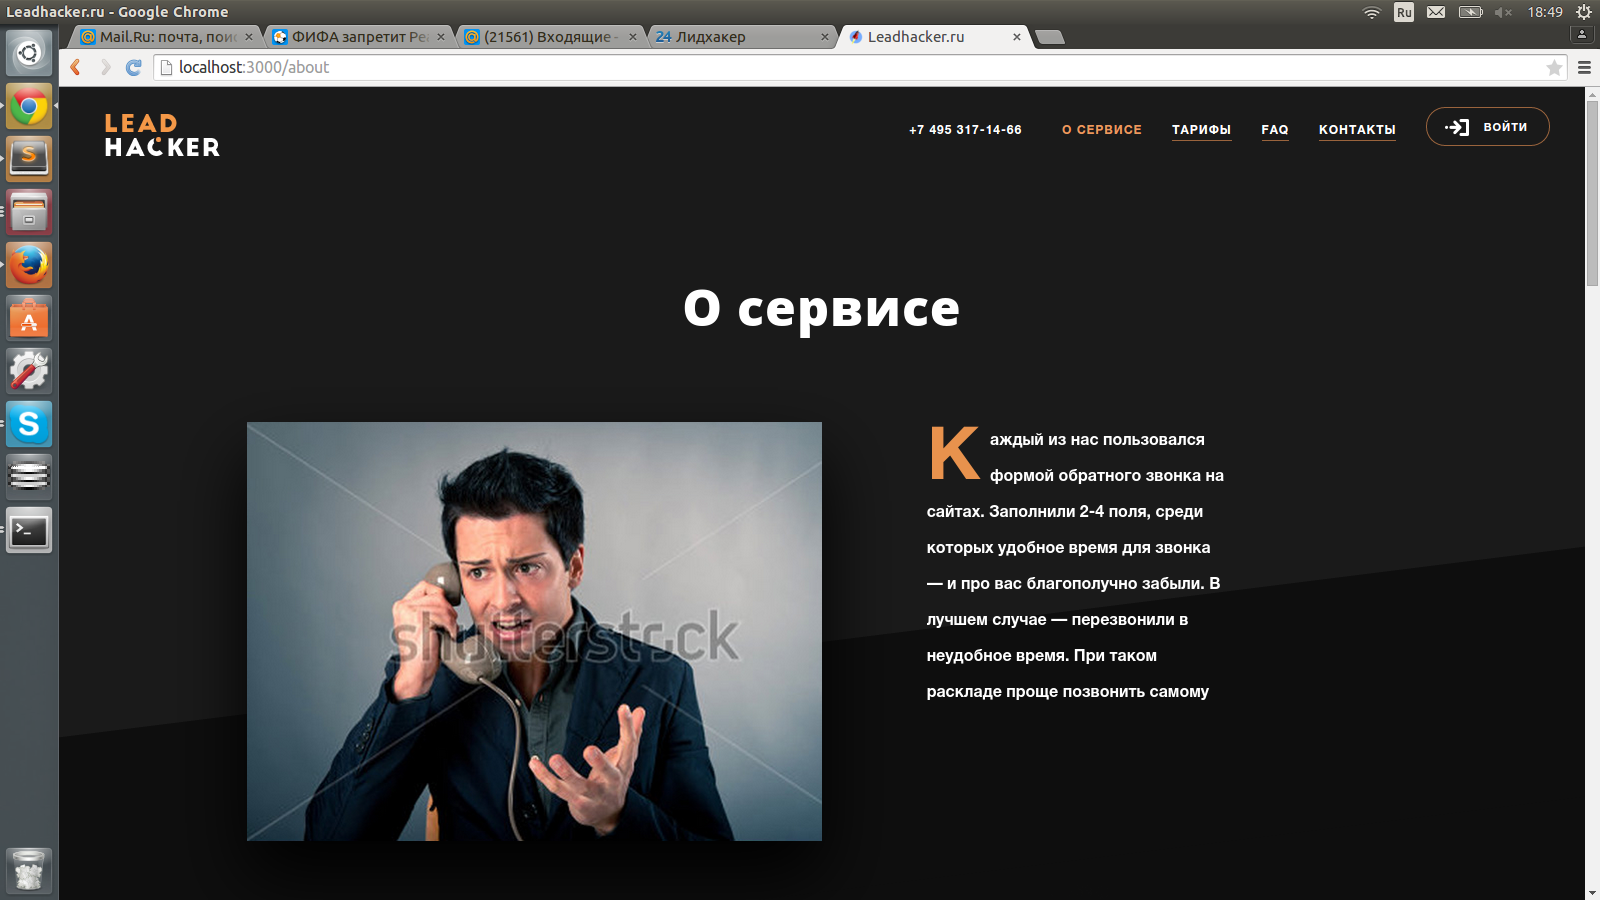 Leadhacker.ru - Google Chrome
Ru
18:49
Mail.Ru: почта, пои
ФИФА запретит Ре
(21561) Входящие -
24 Лидхакер
Leadhacker.ru
localhost:3000/about
LEAD
HACKER
+7 495 317-14-66
О СЕРВИСЕ
ТАРИФЫ
FAQ
КОНТАКТЫ
ВОЙТИ
О сервисе
Каждый из нас пользовался
формой обратного звонка на
сайтах. Заполнили 2-4 поля, среди
которых удобное время для звонка
— и про вас благополучно забыли. В
лучшем случае — перезвонили в
неудобное время. При таком
раскладе проще позвонить самому
shutterstock